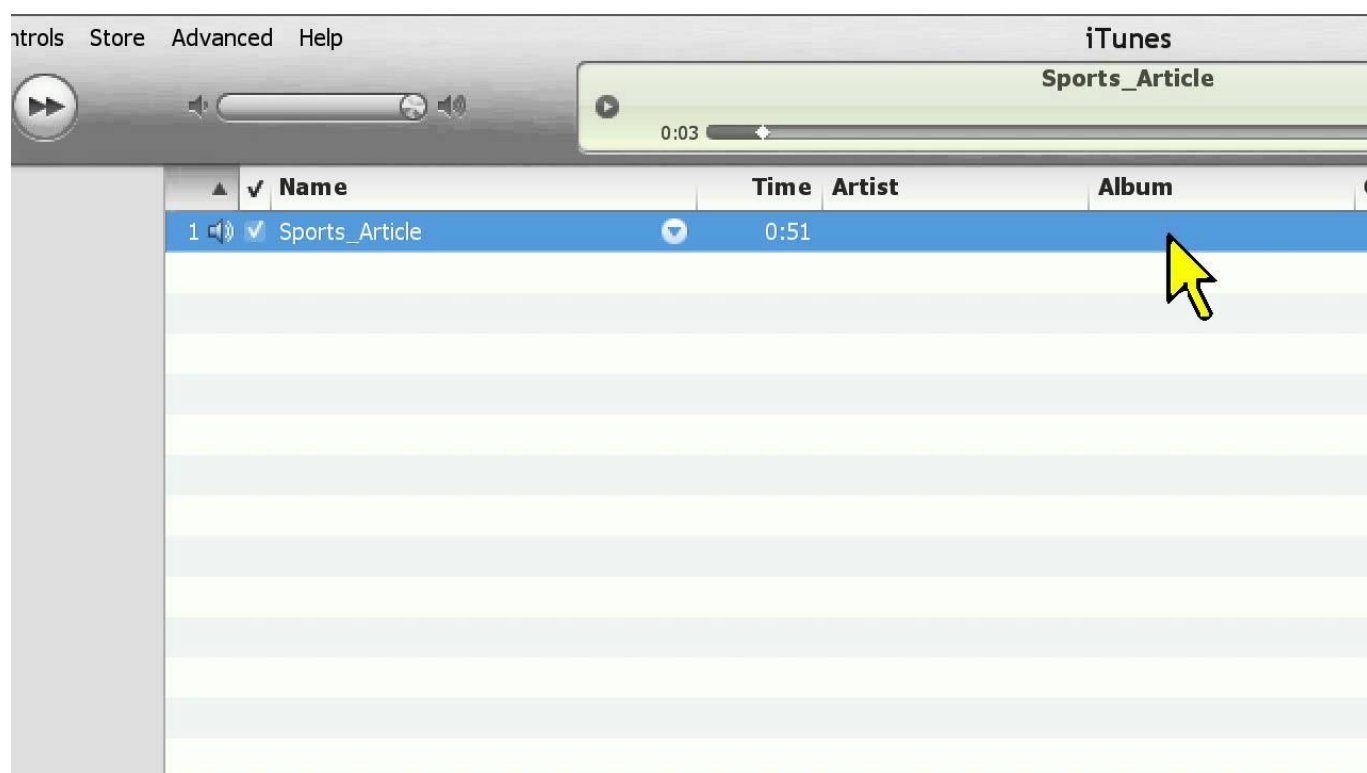 ntrols Store Advanced Help iTunes
Sports_Article
0:03
Name Time Artist Album
1 Sports_Article 0:51